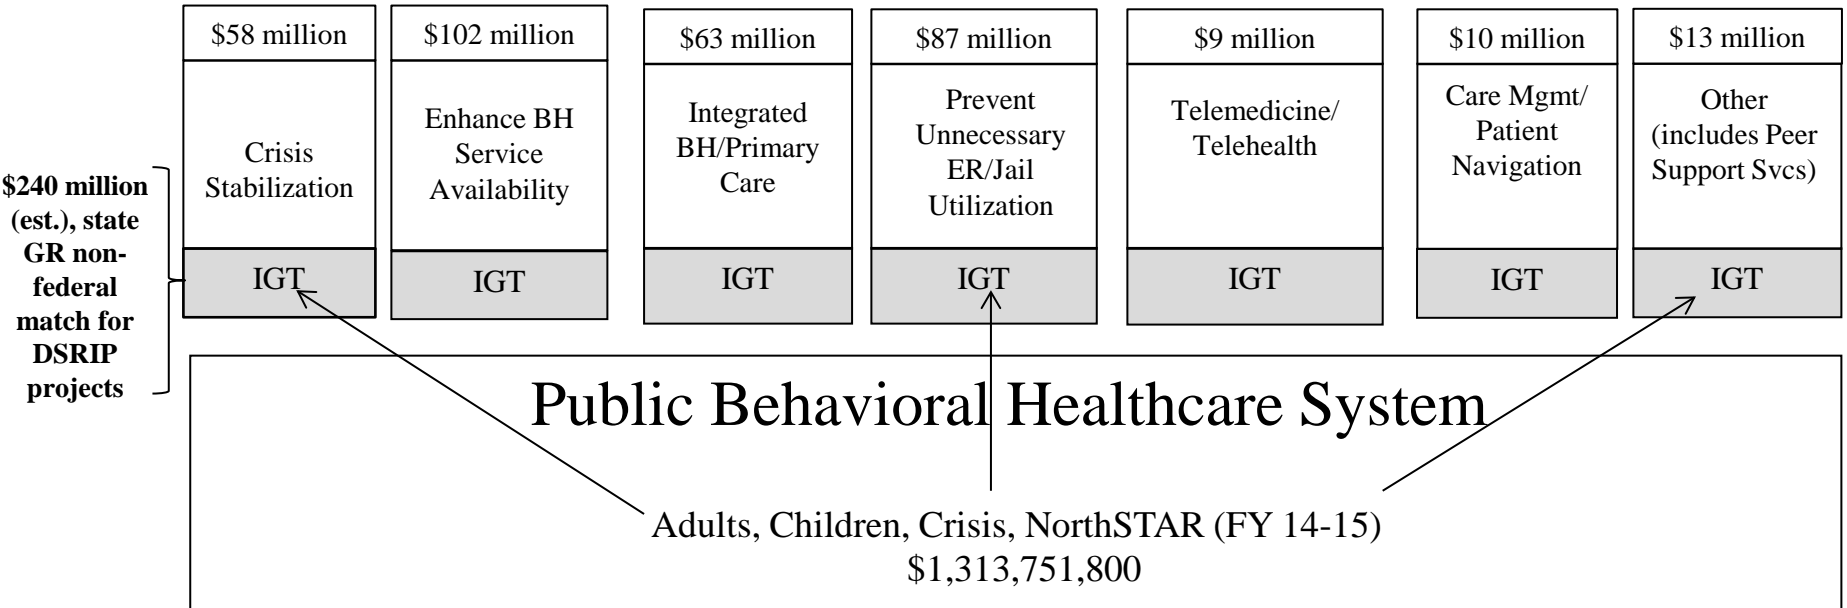 $58 million
Crisis
Stabilization
IGT
$102 million
Enhance BH
Service
Availability
IGT
$63 million
Integrated
BH/Primary
Care
IGT
$87 million
Prevent
Unnecessary
ER/Jail
Utilization
IGT
$9 million
Telemedicine/
Telehealth
IGT
$10 million
Care Mgmt/
Patient
Navigation
IGT
$13 million
Other
(includes Peer
Support Svcs)
IGT
$240 million
(est.), state
GR non-
federal
match for
DSRIP
projects
Public Behavioral Healthcare System
Adults, Children, Crisis, NorthSTAR (FY 14-15)
$1,313,751,800